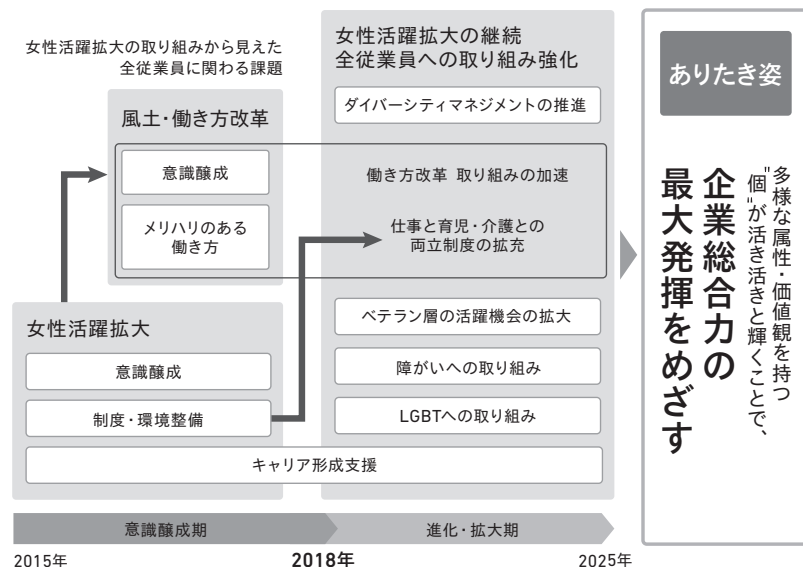 女性活躍拡大の取り組みから見えた
全従業員に関わる課題
風土・働き方改革
意識醸成
メリハリのある
働き方
女性活躍拡大
意識醸成
制度・環境整備
キャリア形成支援
女性活躍拡大の継続
全従業員への取り組み強化
ダイバーシティマネジメントの推進
働き方改革 取り組みの加速
仕事と育児・介護との
両立制度の拡充
ベテラン層の活躍機会の拡大
障がいへの取り組み
LGBTへの取り組み
ありたき姿
多様な属性・価値観を持つ
"個"が活き活きと輝くことで、
企業総合力の
最大発揮をめざす
意識醸成期
進化・拡大期
2015年
2018年
2025年